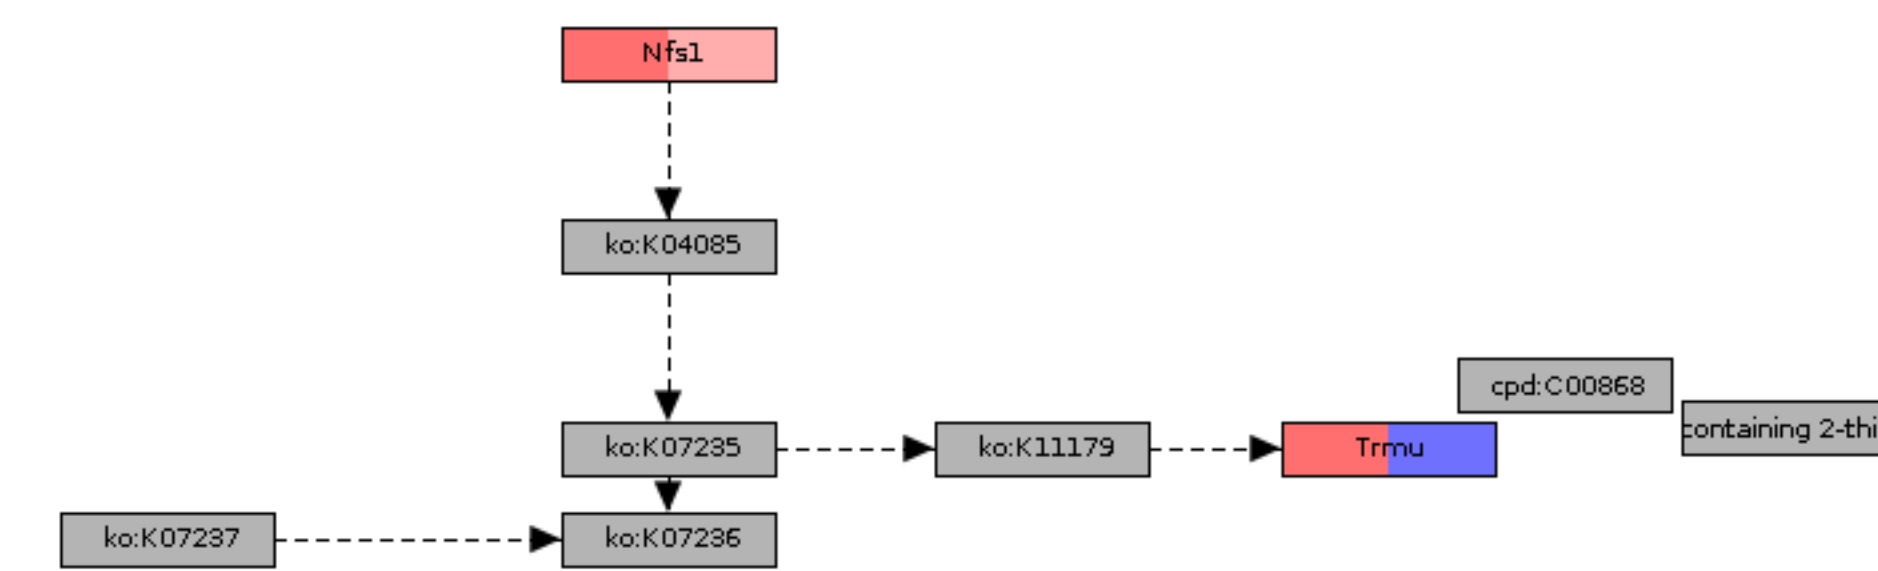 Nfs1
ko:K04085
cpd:C00868
containing 2-thi
ko:K07235
ko:K11179
Trmu
ko:K07237
ko:K07236